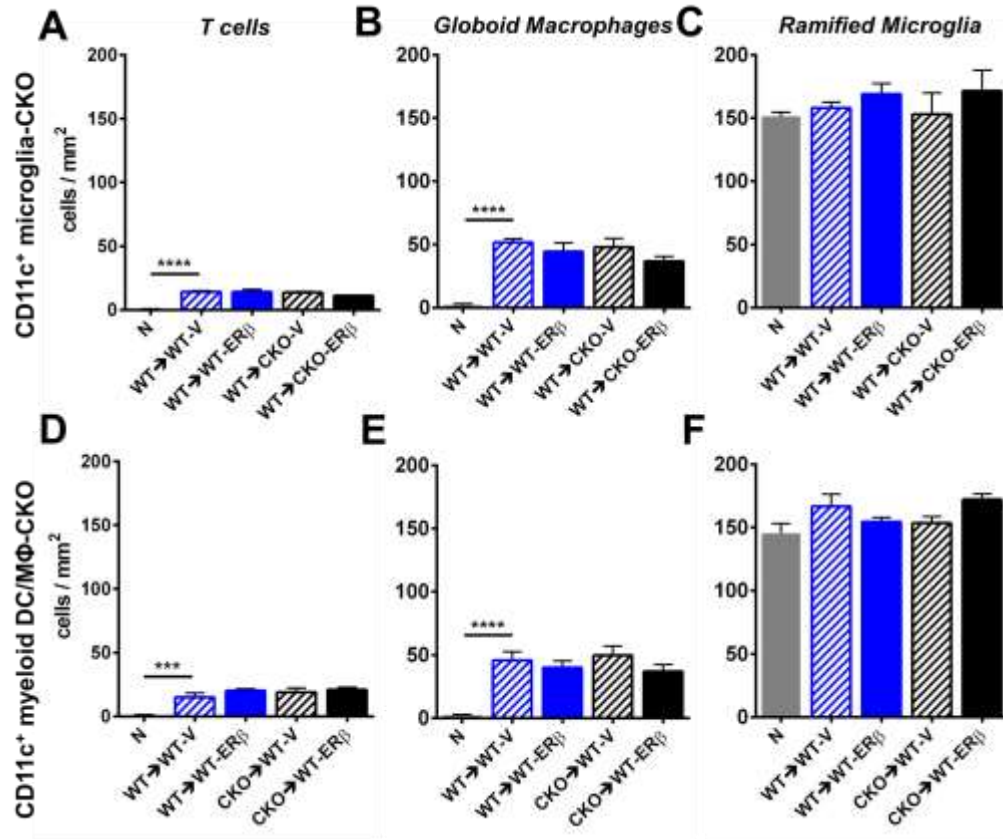 A
T cells
B
Globoid Macrophages
C
Ramified Microglia
CD11c⁺ microglia-CKO
cells / mm²
200
150
100
50
0
****
N
WT➔WT-V
WT➔WT-ERβ
WT➔CKO-V
WT➔CKO-ERβ
200
150
100
50
0
****
N
WT➔WT-V
WT➔WT-ERβ
WT➔CKO-V
WT➔CKO-ERβ
200
150
100
50
0
N
WT➔WT-V
WT➔WT-ERβ
WT➔CKO-V
WT➔CKO-ERβ
D
E
F
CD11c⁺ myeloid DC/MΦ-CKO
cells / mm²
200
150
100
50
0
***
N
WT➔WT-V
WT➔WT-ERβ
CKO➔WT-V
CKO➔WT-ERβ
200
150
100
50
0
****
N
WT➔WT-V
WT➔WT-ERβ
CKO➔WT-V
CKO➔WT-ERβ
200
150
100
50
0
N
WT➔WT-V
WT➔WT-ERβ
CKO➔WT-V
CKO➔WT-ERβ